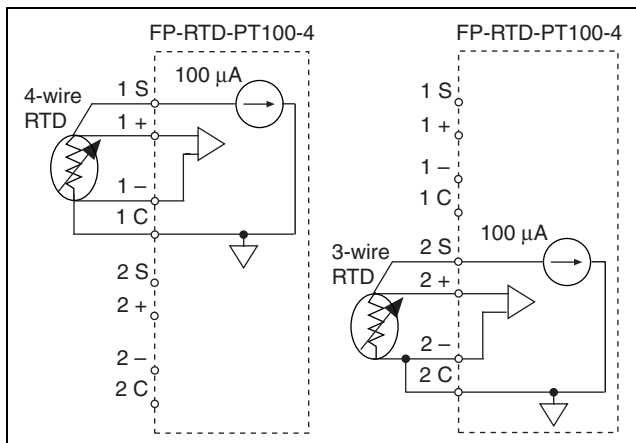 FP-RTD-PT100-4
100 µA
4-wire
RTD
1 S
1 +
1 –
1 C
2 S
2 +
2 –
2 C
FP-RTD-PT100-4
1 S
1 +
1 –
1 C
100 µA
3-wire
RTD
2 S
2 +
2 –
2 C